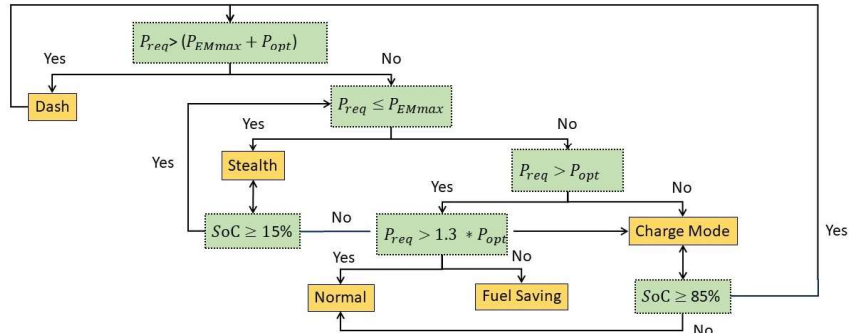 P_req > (P_EMmax + P_opt)
Yes
No
Dash
P_req ≤ P_EMmax
Yes
No
Yes
Stealth
P_req > P_opt
Yes
No
SoC ≥ 15%
No
P_req > 1.3 * P_opt
Charge Mode
Yes
Yes
No
Normal
Fuel Saving
SoC ≥ 85%
No